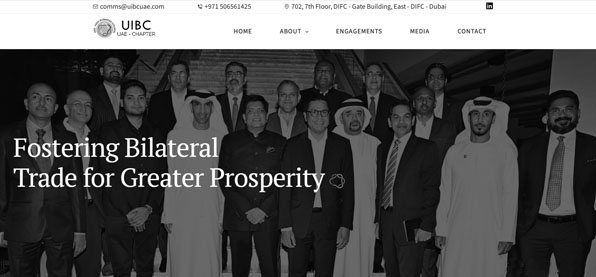 comms@uibcuae.com
+971 506561425
702, 7th Floor, DIFC - Gate Building, East - DIFC - Dubai
in
UIBC
UAE - CHAPTER
HOME
ABOUT
ENGAGEMENTS
MEDIA
CONTACT
Fostering Bilateral
Trade for Greater Prosperity